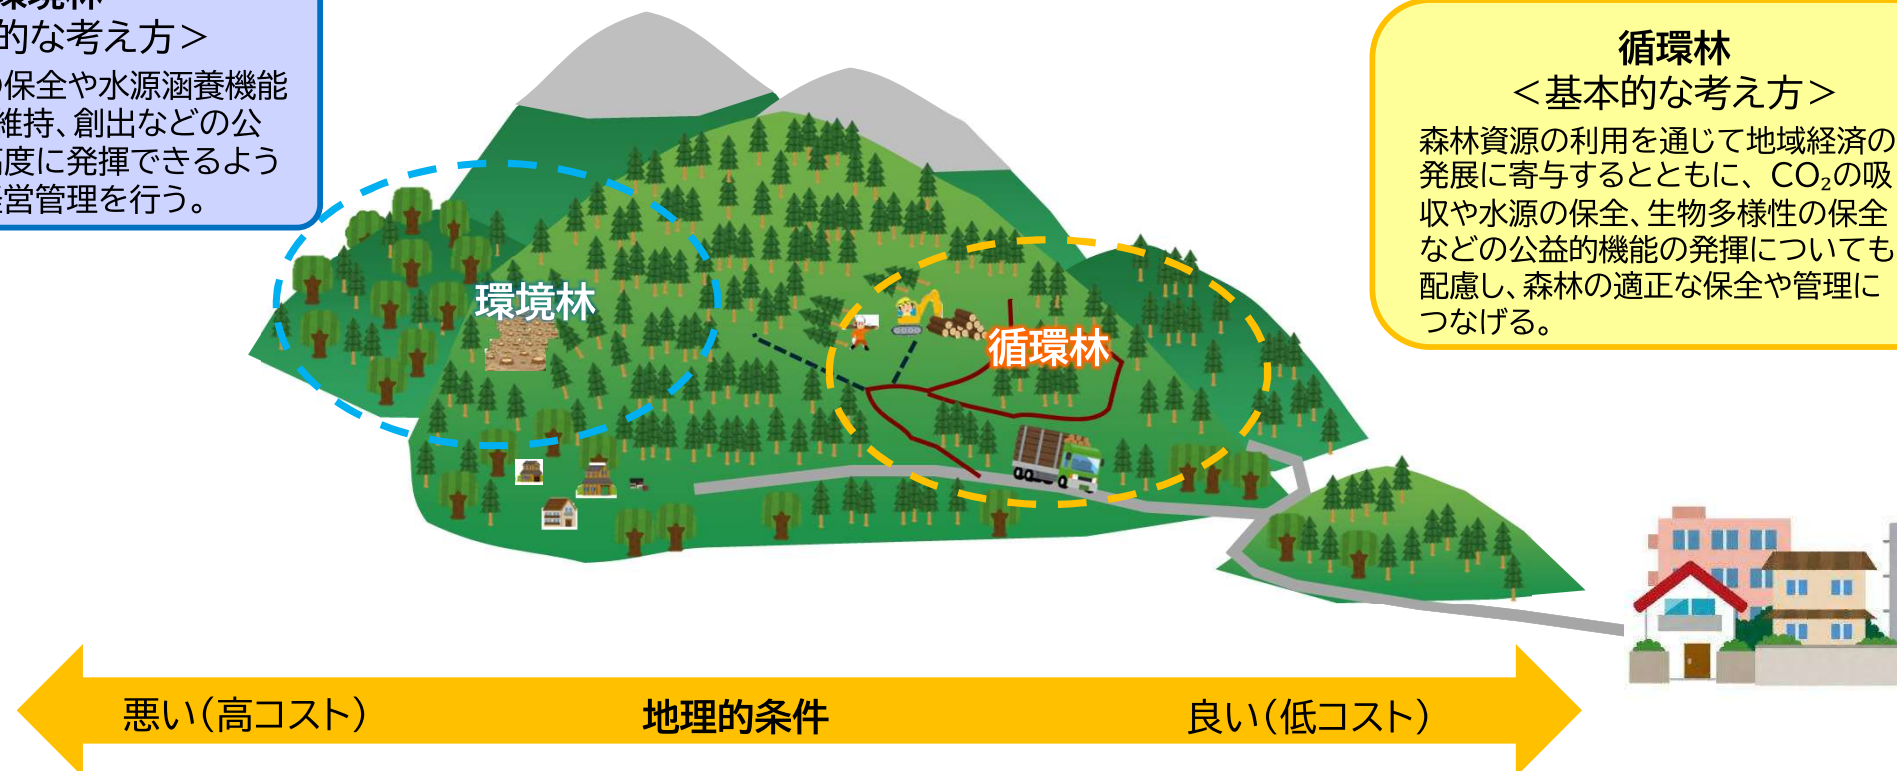 環境林
的な考え方＞
の保全や水源涵養機能
維持、創出などの公
高度に発揮できるよう
経営管理を行う。
循環林
＜基本的な考え方＞
森林資源の利用を通じて地域経済の
発展に寄与するとともに、CO₂の吸
収や水源の保全、生物多様性の保全
などの公益的機能の発揮についても
配慮し、森林の適正な保全や管理に
つなげる。
環境林
循環林
悪い（高コスト）
地理的条件
良い（低コスト）